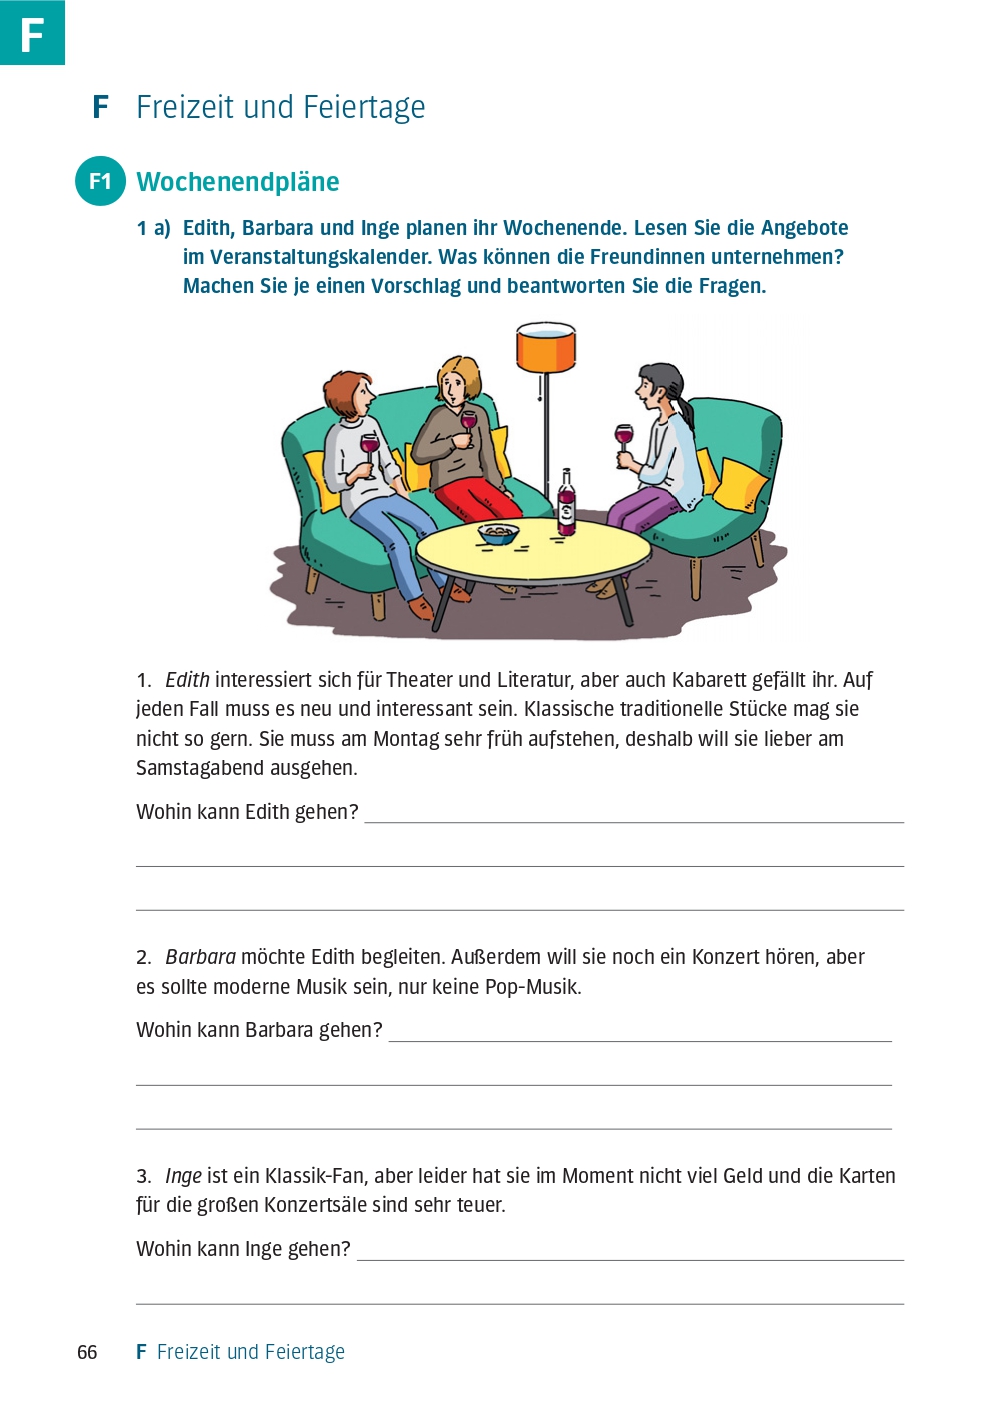 F
F Freizeit und Feiertage
F1 Wochenendpläne
1 a) Edith, Barbara und Inge planen ihr Wochenende. Lesen Sie die Angebote
im Veranstaltungskalender. Was können die Freundinnen unternehmen?
Machen Sie je einen Vorschlag und beantworten Sie die Fragen.
1. Edith interessiert sich für Theater und Literatur, aber auch Kabarett gefällt ihr. Auf
jeden Fall muss es neu und interessant sein. Klassische traditionelle Stücke mag sie
nicht so gern. Sie muss am Montag sehr früh aufstehen, deshalb will sie lieber am
Samstagabend ausgehen.
Wohin kann Edith gehen?
2. Barbara möchte Edith begleiten. Außerdem will sie noch ein Konzert hören, aber
es sollte moderne Musik sein, nur keine Pop-Musik.
Wohin kann Barbara gehen?
3. Inge ist ein Klassik-Fan, aber leider hat sie im Moment nicht viel Geld und die Karten
für die großen Konzertsäle sind sehr teuer.
Wohin kann Inge gehen?
66 F Freizeit und Feiertage